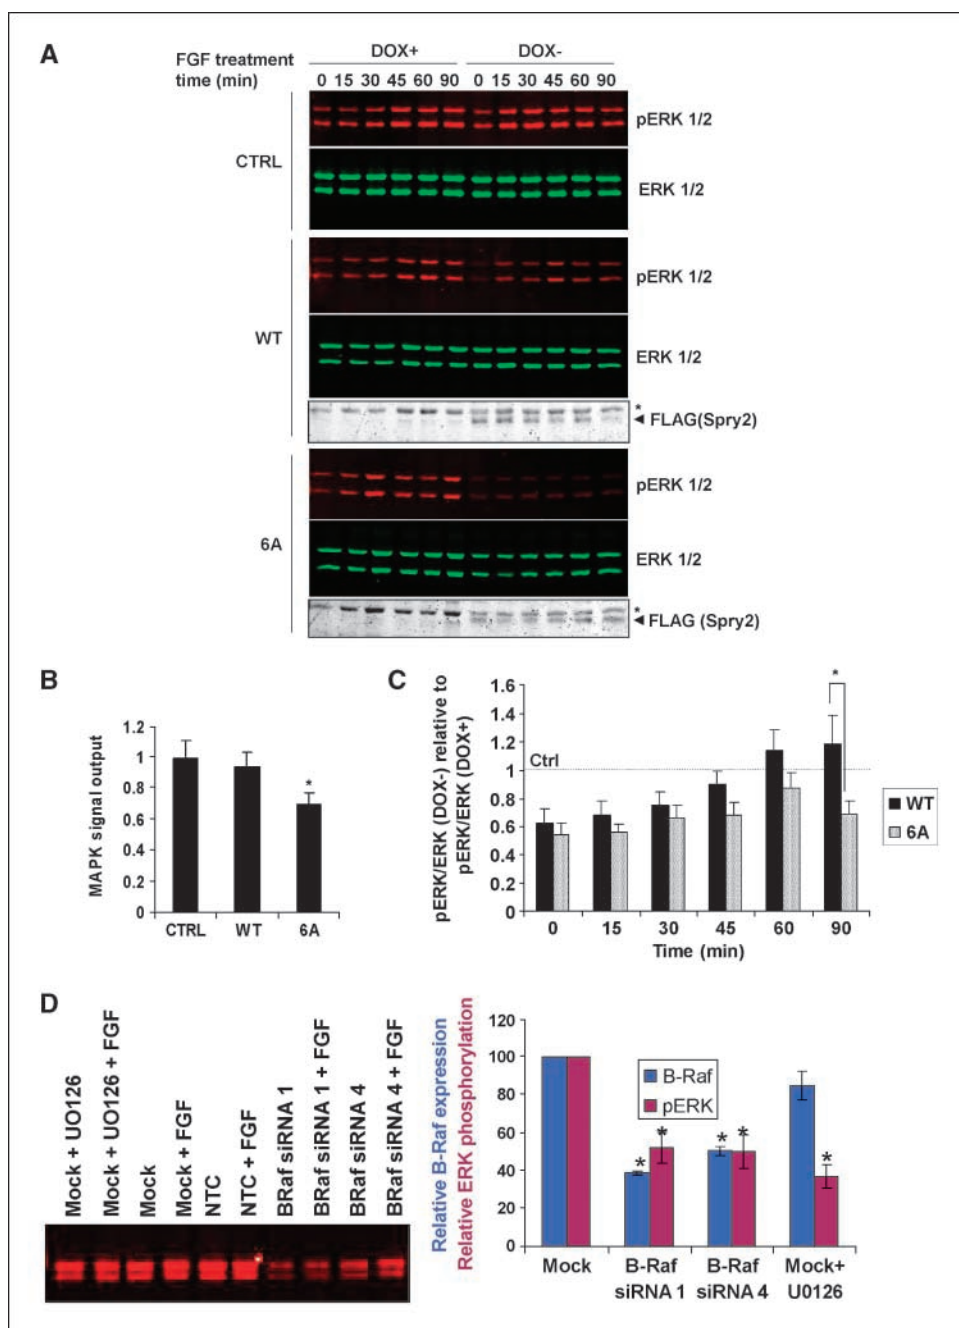 A
FGF treatment
time (min)
DOX+
DOX-
0 15 30 45 60 90 0 15 30 45 60 90
CTRL
pERK 1/2
ERK 1/2
WT
pERK 1/2
ERK 1/2
*
◄ FLAG(Spry2)
6A
pERK 1/2
ERK 1/2
*
◄ FLAG (Spry2)
B
MAPK signal output
1.2
1
0.8
0.6
0.4
0.2
0
*
CTRL WT 6A
C
pERK/ERK (DOX-) relative to
pERK/ERK (DOX+)
1.6
1.4
1.2
1
0.8
0.6
0.4
0.2
0
Ctrl
*
0 15 30 45 60 90
Time (min)
WT
6A
D
Mock + UO126
Mock + UO126 + FGF
Mock
Mock + FGF
NTC
NTC + FGF
BRaf siRNA 1
BRaf siRNA 1 + FGF
BRaf siRNA 4
BRaf siRNA 4 + FGF
Relative B-Raf expression
Relative ERK phosphorylation
120
100
80
60
40
20
0
B-Raf
pERK
* * * * *
Mock B-Raf B-Raf Mock+
siRNA 1 siRNA 4 U0126